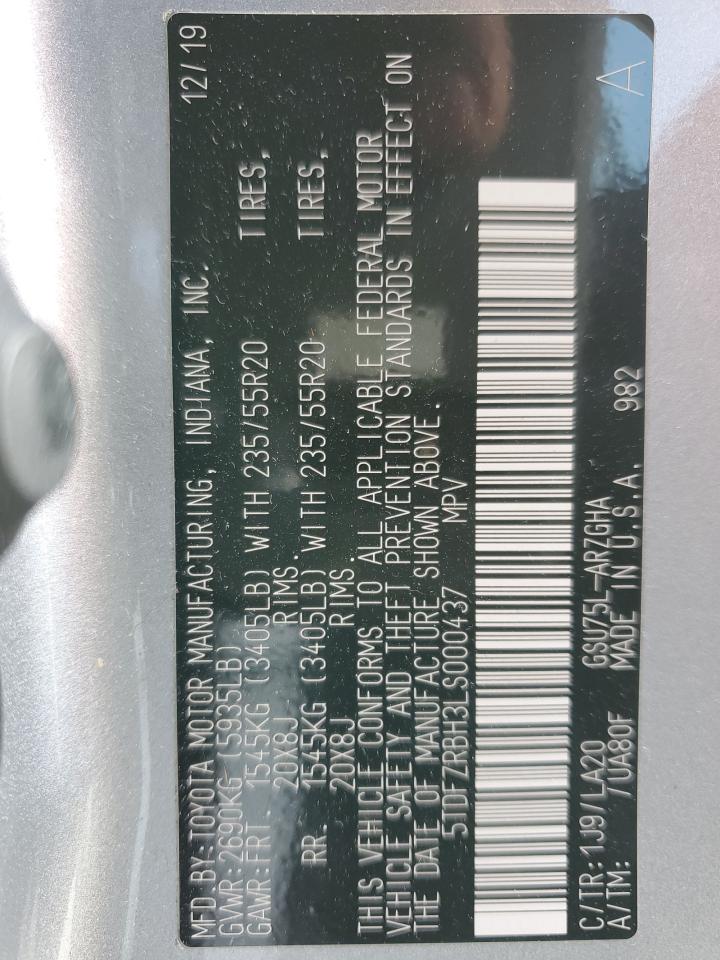 MFD BY:TOYOTA MOTOR MANUFACTURING, INDIANA, INC. 12/19
GVWR:2690KG (5935LB)
GAWR:FRT. 1545KG (3405LB) WITH 235/55R20 TIRES,
20X8J RIMS.
RR. 1545KG (3405LB) WITH 235/55R20 TIRES,
20X8J RIMS.
THIS VEHICLE CONFORMS TO ALL APPLICABLE FEDERAL MOTOR
VEHICLE SAFETY AND THEFT PREVENTION STANDARDS IN EFFECT ON
THE DATE OF MANUFACTURE SHOWN ABOVE.
5TDFZRBH3LS000437 MPV
C/TR:1J9/LA20 GSU75L-ARZGHA A
A/TM: /UA80F MADE IN U.S.A. 982